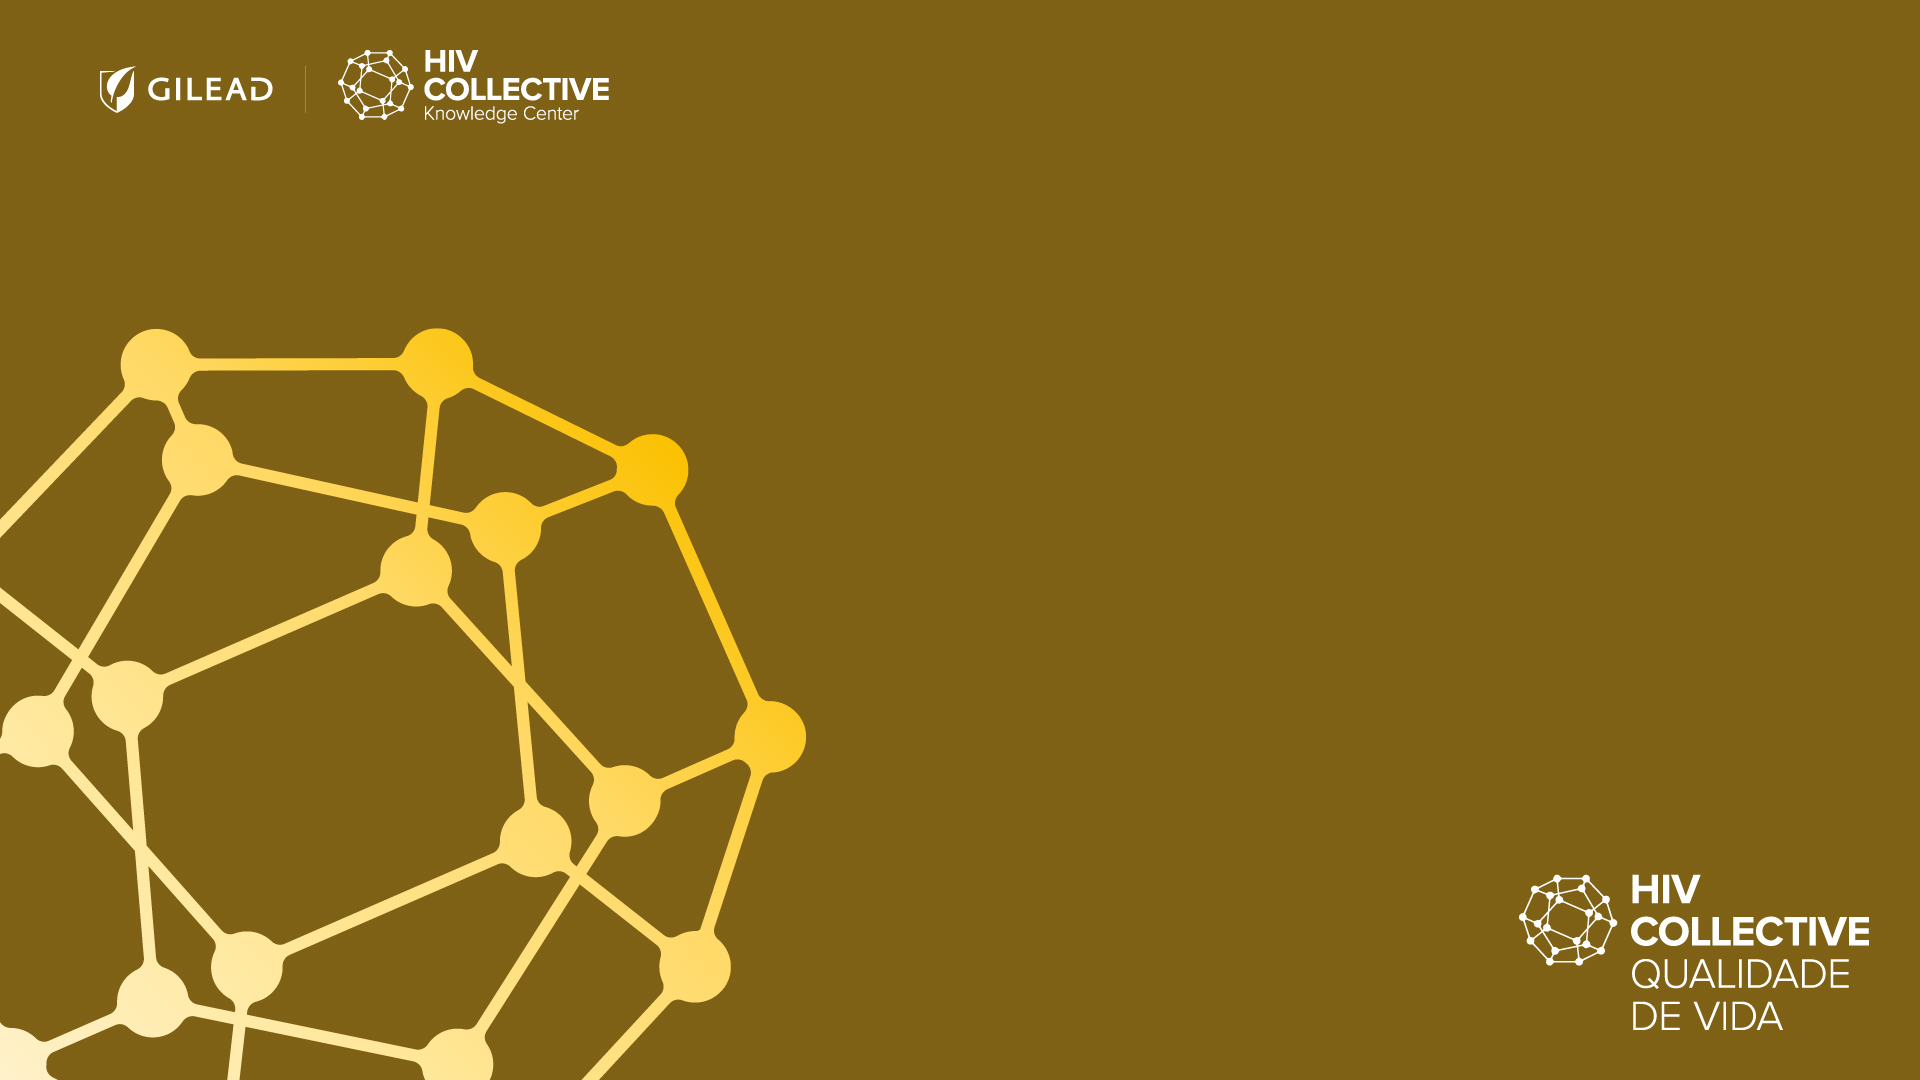 GILEAD
HIV
COLLECTIVE
Knowledge Center
HIV
COLLECTIVE
QUALIDADE
DE VIDA